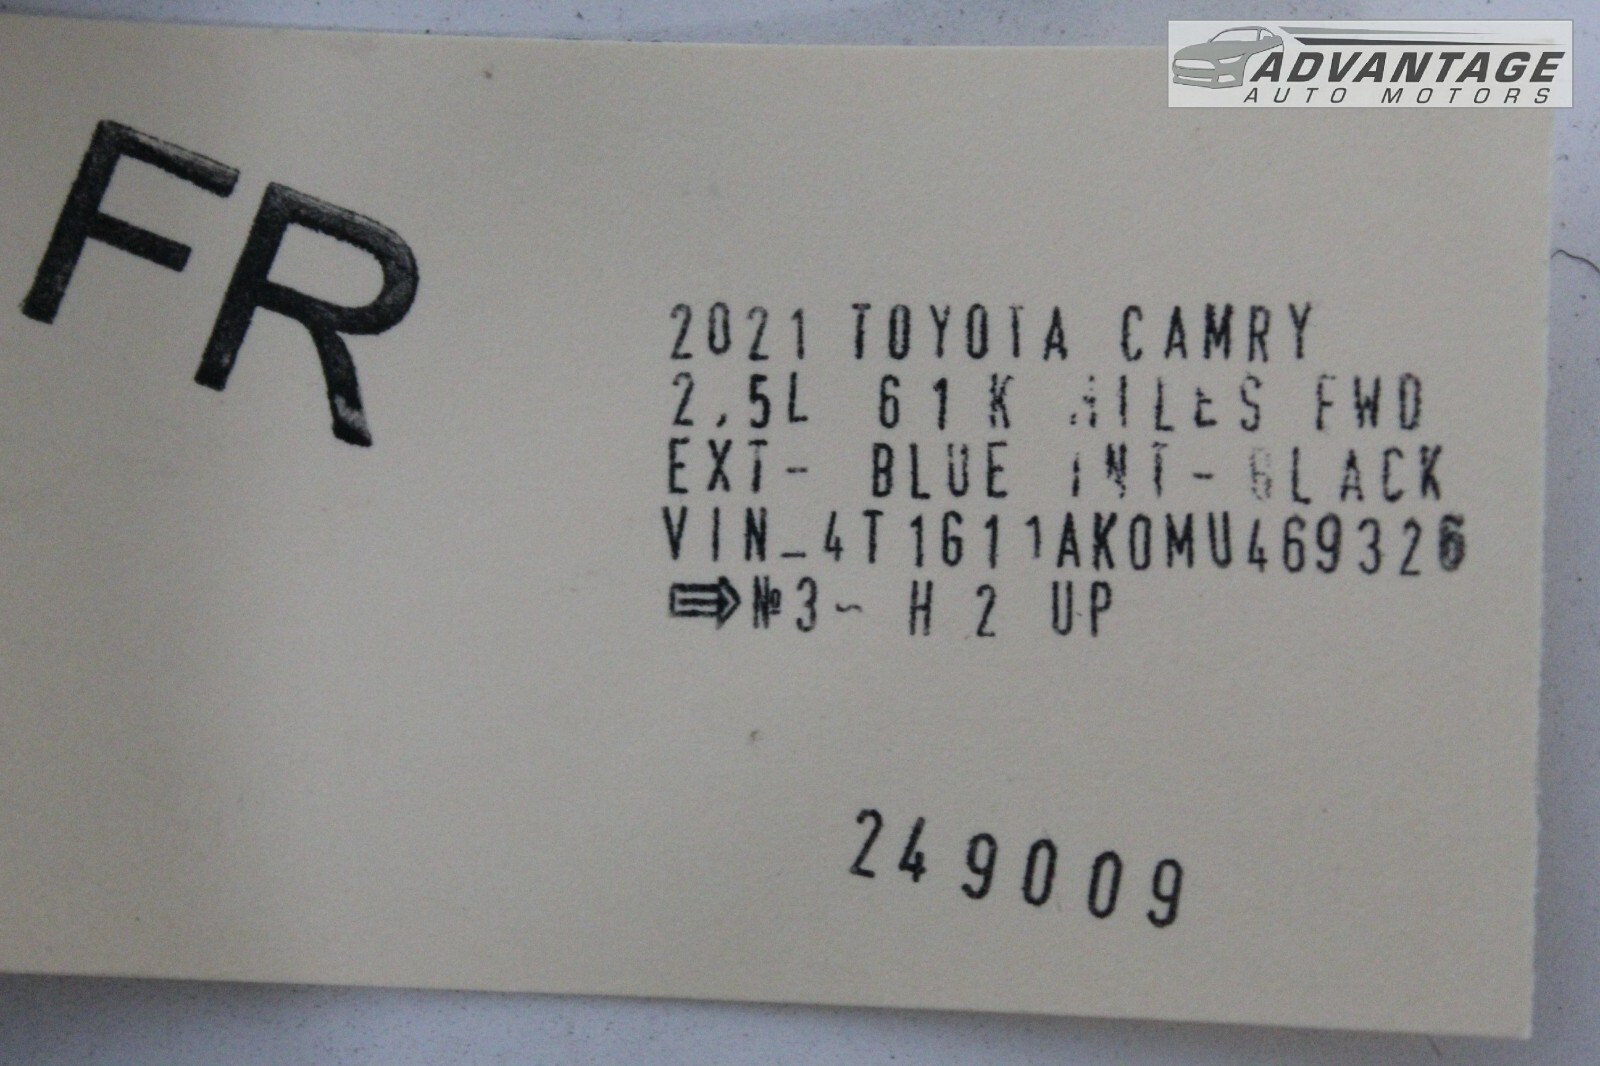 ADVANTAGE
AUTO MOTORS
FR
2021 TOYOTA CAMRY
2,5L 61K MILES FWD
EXT- BLUE INT- BLACK
VIN_4T1G11AK0MU469326
⇨ №3- H2 UP
249009